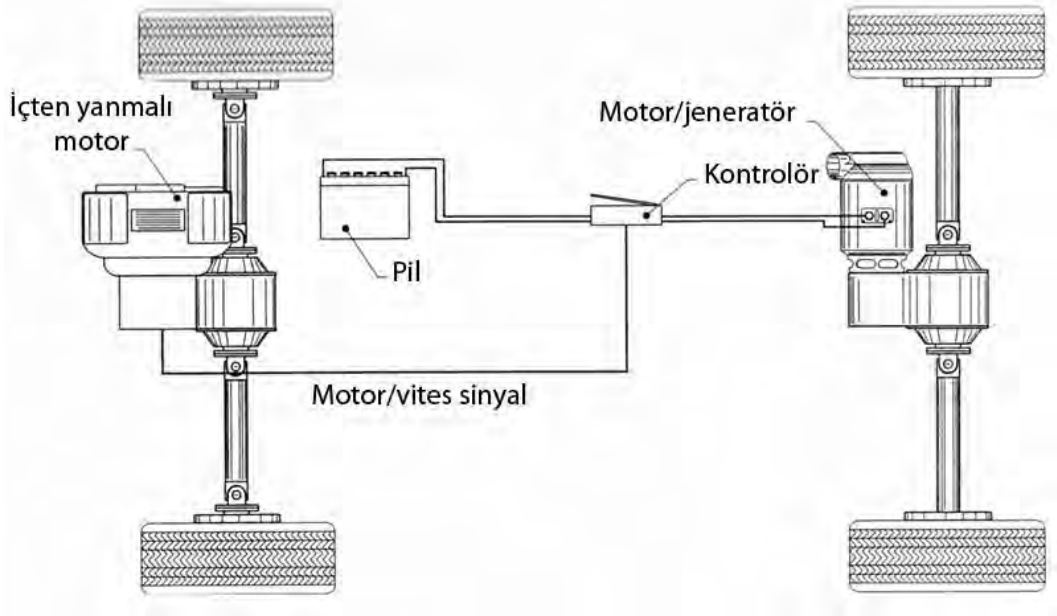 İçten yanmalı
motor
Motor/jeneratör
Kontrolör
Pil
Motor/vites sinyal